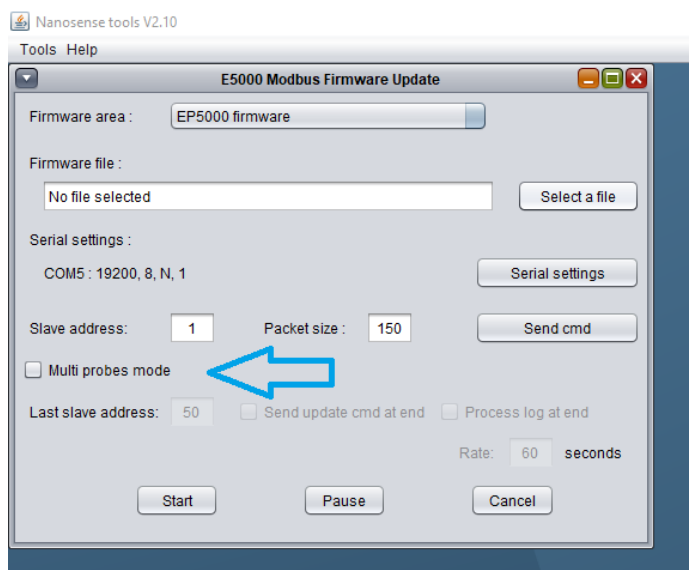 Nanosense tools V2.10
Tools Help
E5000 Modbus Firmware Update
Firmware area : EP5000 firmware
Firmware file :
No file selected Select a file
Serial settings :
COM5 : 19200, 8, N, 1 Serial settings
Slave address: 1 Packet size : 150 Send cmd
Multi probes mode
Last slave address: 50 Send update cmd at end Process log at end
Rate: 60 seconds
Start Pause Cancel